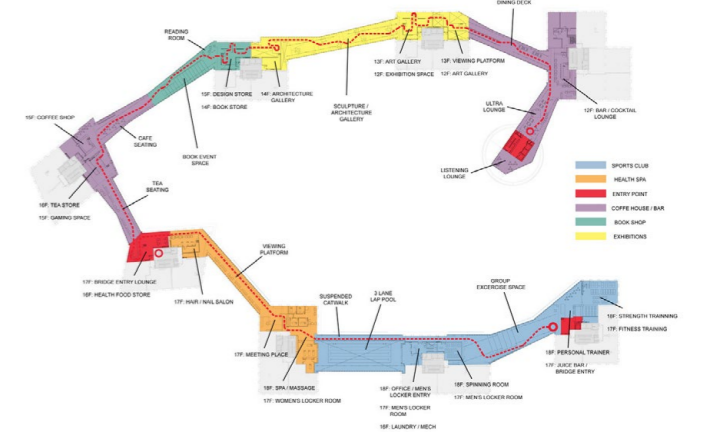 DINING DECK
READING
ROOM
13F: ART GALLERY
12F: EXHIBITION SPACE
13F: VIEWING PLATFORM
12F: ART GALLERY
15F: DESIGN STORE
14F: BOOK STORE
14F: ARCHITECTURE
GALLERY
SCULPTURE /
ARCHITECTURE
GALLERY
ULTRA
LOUNGE
12F: BAR / COCKTAIL
LOUNGE
15F: COFFEE SHOP
CAFE
SEATING
BOOK EVENT
SPACE
LISTENING
LOUNGE
TEA
SEATING
16F: TEA STORE
15F: GAMING SPACE
SPORTS CLUB
HEALTH SPA
ENTRY POINT
COFFE HOUSE / BAR
BOOK SHOP
EXHIBITIONS
VIEWING
PLATFORM
17F: BRIDGE ENTRY LOUNGE
16F: HEALTH FOOD STORE
17F: HAIR / NAIL SALON
SUSPENDED
CATWALK
3 LANE
LAP POOL
GROUP
EXCERCISE SPACE
19F: STRENGTH TRAINNING
17F: FITNESS TRAINING
17F: MEETING PLACE
18F: PERSONAL TRAINER
17F: JUICE BAR /
BRIDGE ENTRY
18F: SPA / MASSAGE
17F: WOMEN'S LOCKER ROOM
18F: OFFICE / MEN'S
LOCKER ENTRY
17F: MEN'S LOCKER
ROOM
16F: LAUNDRY / MECH
18F: SPINNING ROOM
17F: MEN'S LOCKER ROOM